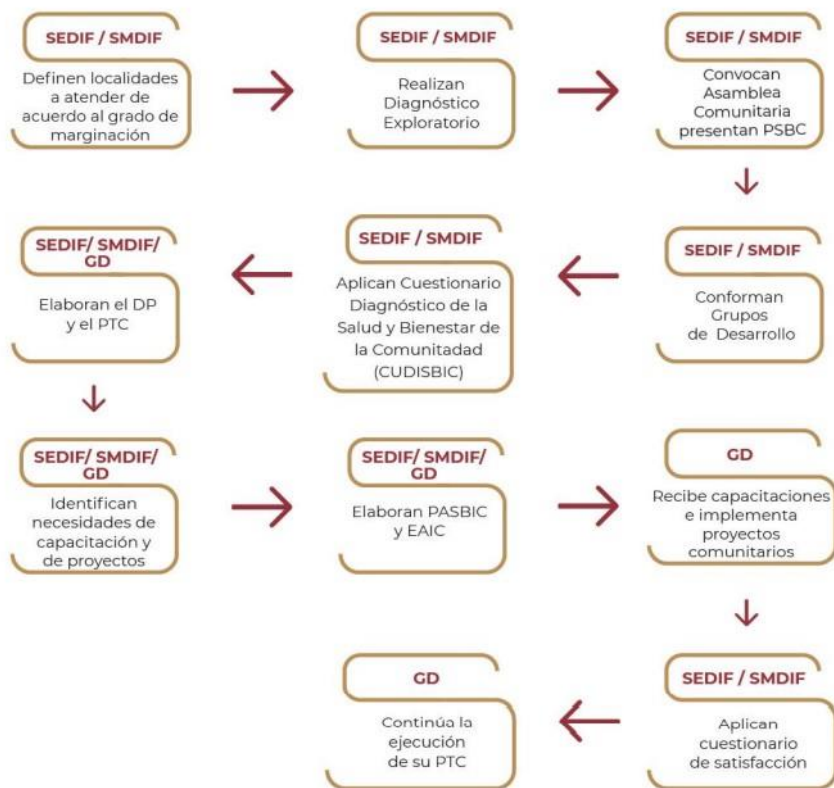 SEDIF / SMDIF
Definen localidades
a atender de
acuerdo al grado de
marginación
SEDIF / SMDIF
Realizan
Diagnóstico
Exploratorio
SEDIF / SMDIF
Convocan
Asamblea
Comunitaria
presentan PSBC
SEDIF / SMDIF
Conforman
Grupos
de Desarrollo
SEDIF / SMDIF
Aplican Cuestionario
Diagnóstico de la
Salud y Bienestar de
la Comunitadad
(CUDISBIC)
SEDIF/ SMDIF/
GD
Elaboran el DP
y el PTC
SEDIF/ SMDIF/
GD
Identifican
necesidades de
capacitación y
de proyectos
SEDIF/ SMDIF/
GD
Elaboran PASBIC
y EAIC
GD
Recibe capacitaciones
e implementa
proyectos
comunitarios
SEDIF / SMDIF
Aplican
cuestionario
de satisfacción
GD
Continúa la
ejecución
de su PTC